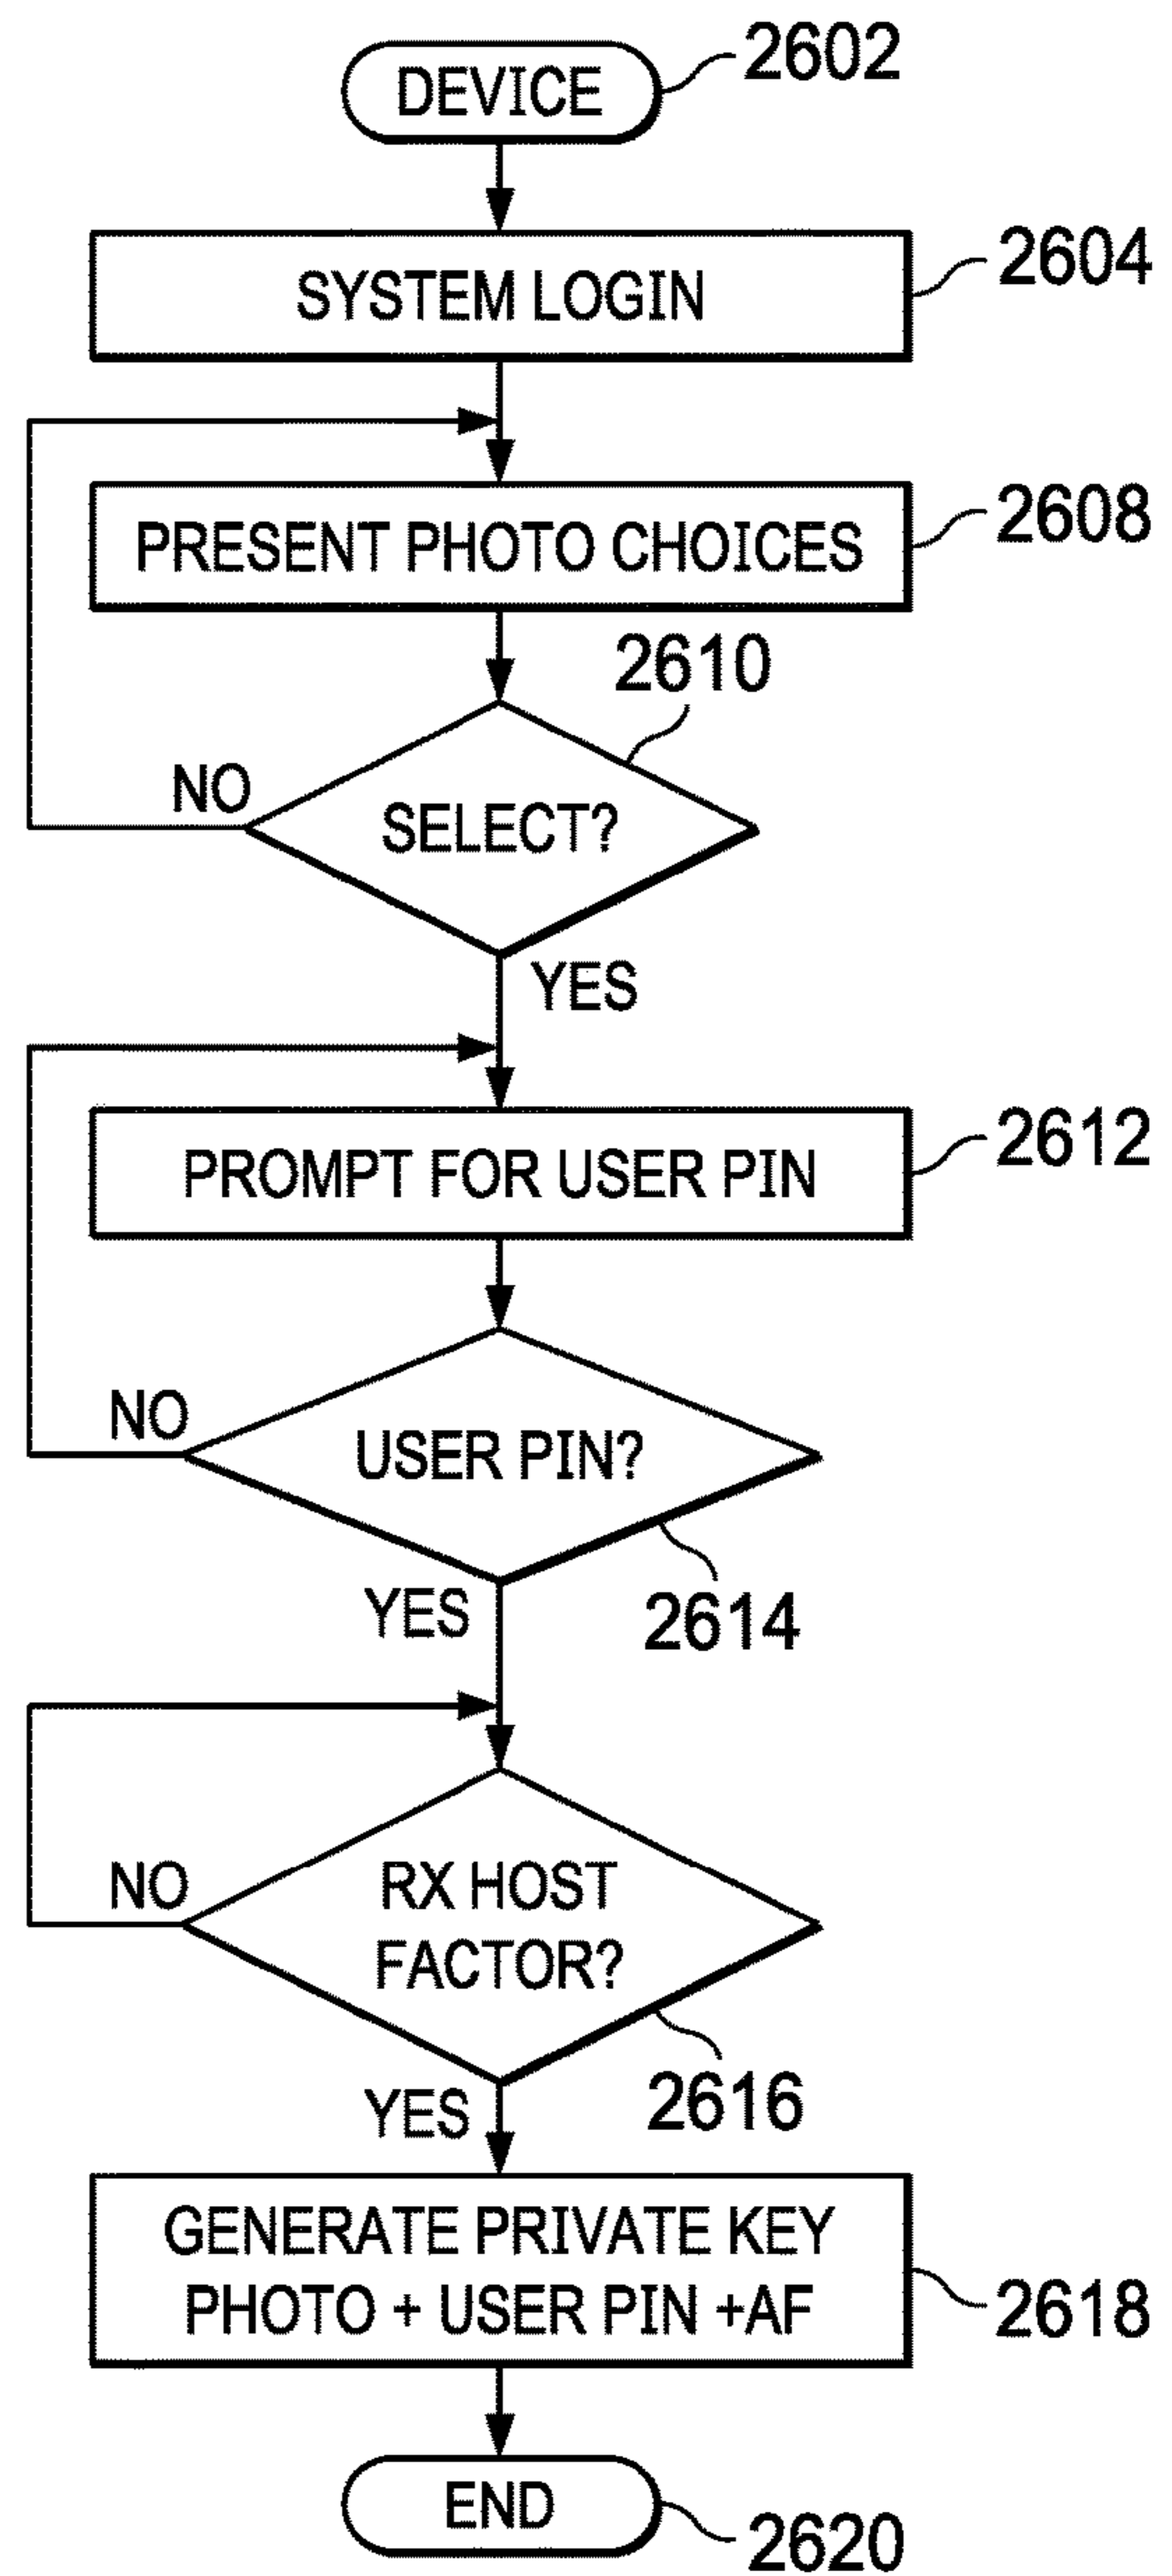 DEVICE
2602
SYSTEM LOGIN
2604
PRESENT PHOTO CHOICES
2608
2610
SELECT?
NO
YES
PROMPT FOR USER PIN
2612
USER PIN?
NO
2614
YES
RX HOST
FACTOR?
NO
2616
YES
GENERATE PRIVATE KEY
PHOTO + USER PIN +AF
2618
END
2620